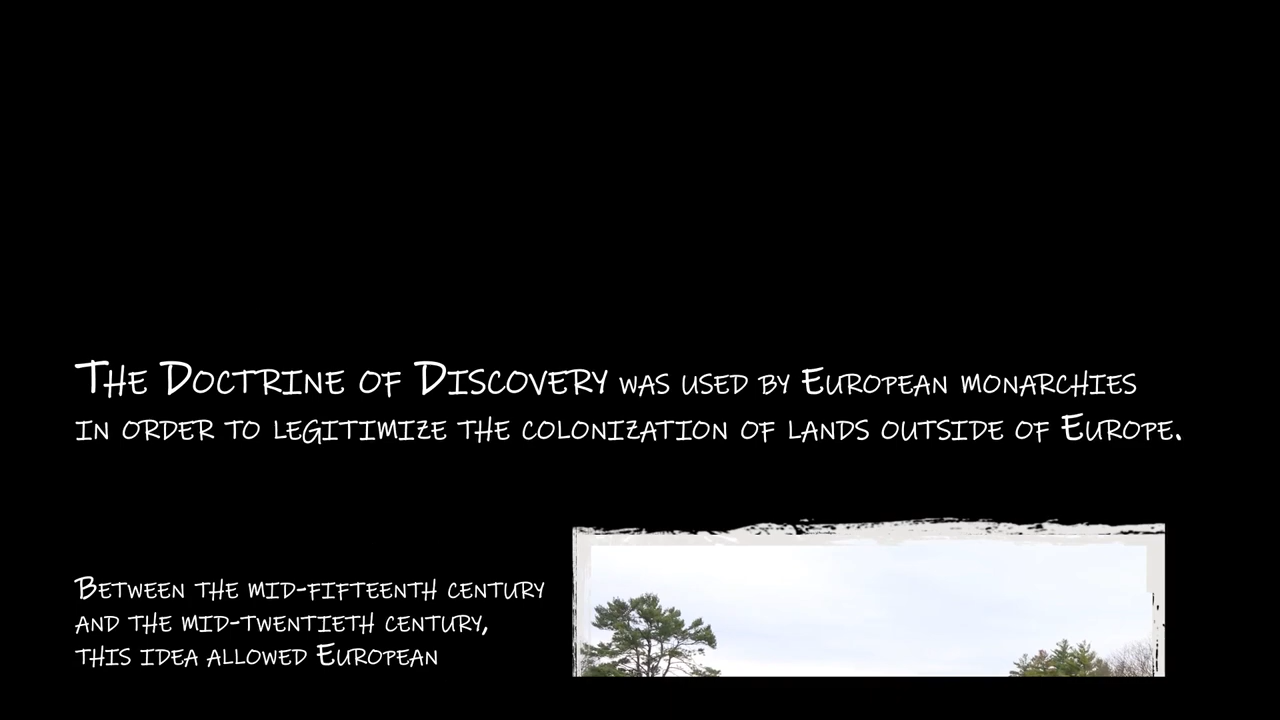 The Doctrine of Discovery was used by European monarchies
in order to legitimize the colonization of lands outside of Europe.
Between the mid-fifteenth century
and the mid-twentieth century,
this idea allowed European